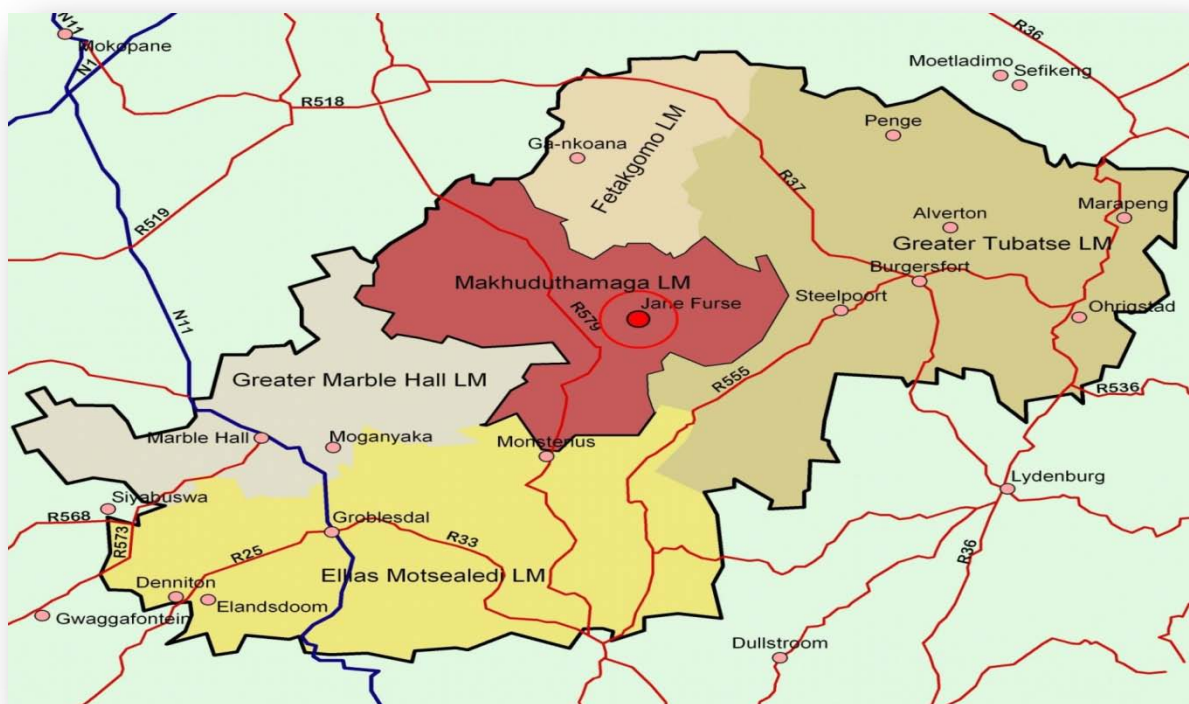 N11
Mokopane
N1
R518
R36
Moetladimo
Sefikeng
Penge
Ga-nkoana
Fetakgomo LM
R37
R519
Alverton
Marapeng
Greater Tubatse LM
Burgersfort
Makhuduthamaga LM
Jane Furse
Steelpoort
R579
Ohrigstad
N11
Greater Marble Hall LM
R555
R536
Marble Hall
Moganyaka
Monsterlus
Lydenburg
Siyabuswa
R568
R573
Groblesdal
R25
R33
R36
Elias Motsealedi LM
Denniton
Elandsdoom
Gwaggafontein
Dullstroom